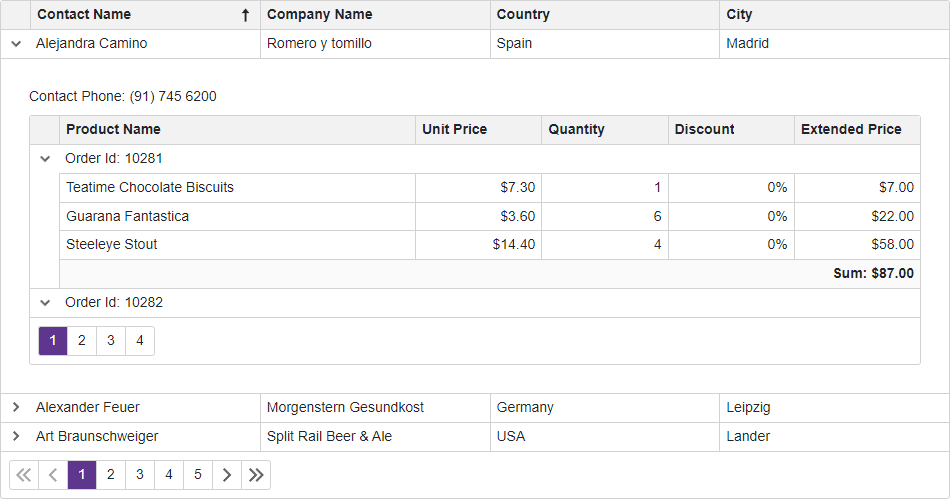 Contact Name Company Name Country City
Alejandra Camino Romero y tomillo Spain Madrid
Contact Phone: (91) 745 6200
Product Name Unit Price Quantity Discount Extended Price
Order Id: 10281
Teatime Chocolate Biscuits $7.30 1 0% $7.00
Guarana Fantastica $3.60 6 0% $22.00
Steeleye Stout $14.40 4 0% $58.00
Sum: $87.00
Order Id: 10282
1 2 3 4
Alexander Feuer Morgenstern Gesundkost Germany Leipzig
Art Braunschweiger Split Rail Beer & Ale USA Lander
1 2 3 4 5